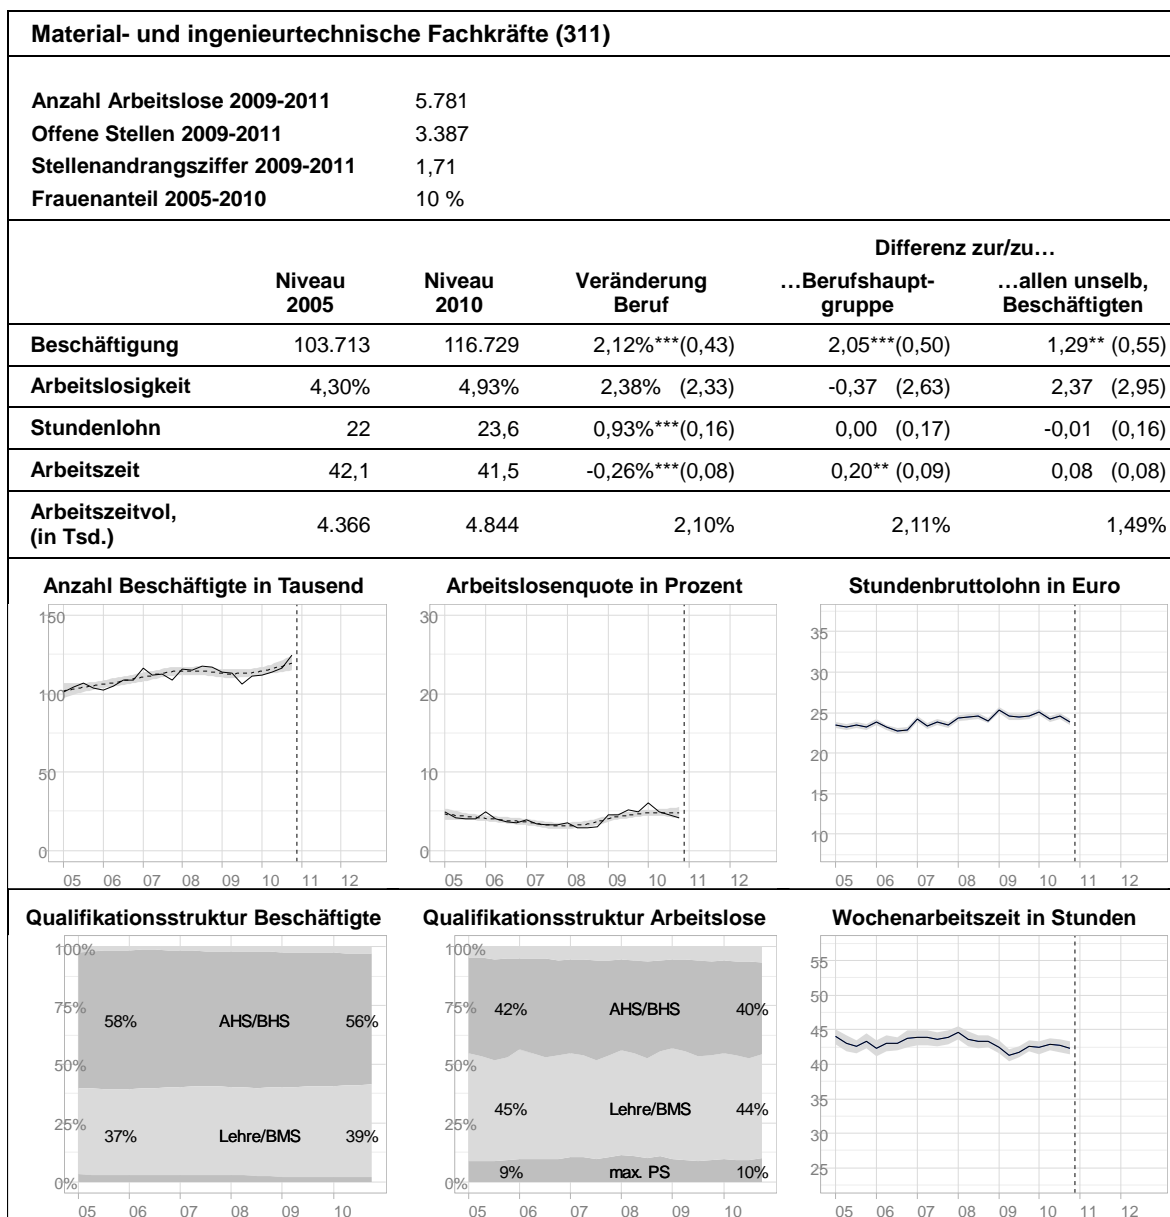 Material- und ingenieurtechnische Fachkräfte (311)
Anzahl Arbeitslose 2009-2011 5.781
Offene Stellen 2009-2011 3.387
Stellenandrangsziffer 2009-2011 1,71
Frauenanteil 2005-2010 10 %
Differenz zur/zu…
Niveau Niveau Veränderung …Berufshaupt- …allen unselb,
2005 2010 Beruf gruppe Beschäftigten
Beschäftigung 103.713 116.729 2,12%***(0,43) 2,05***(0,50) 1,29** (0,55)
Arbeitslosigkeit 4,30% 4,93% 2,38% (2,33) -0,37 (2,63) 2,37 (2,95)
Stundenlohn 22 23,6 0,93%***(0,16) 0,00 (0,17) -0,01 (0,16)
Arbeitszeit 42,1 41,5 -0,26%***(0,08) 0,20** (0,09) 0,08 (0,08)
Arbeitszeitvol,
(in Tsd.) 4.366 4.844 2,10% 2,11% 1,49%
Anzahl Beschäftigte in Tausend
150
100
50
0
05 06 07 08 09 10 11 12
Arbeitslosenquote in Prozent
30
20
10
0
05 06 07 08 09 10 11 12
Stundenbruttolohn in Euro
35
30
25
20
15
10
05 06 07 08 09 10 11 12
Qualifikationsstruktur Beschäftigte
100%
75%
58% AHS/BHS 56%
50%
25%
37% Lehre/BMS 39%
0%
05 06 07 08 09 10
Qualifikationsstruktur Arbeitslose
100%
75%
42% AHS/BHS 40%
50%
45% Lehre/BMS 44%
25%
9% max. PS 10%
0%
05 06 07 08 09 10
Wochenarbeitszeit in Stunden
55
50
45
40
35
30
25
05 06 07 08 09 10 11 12